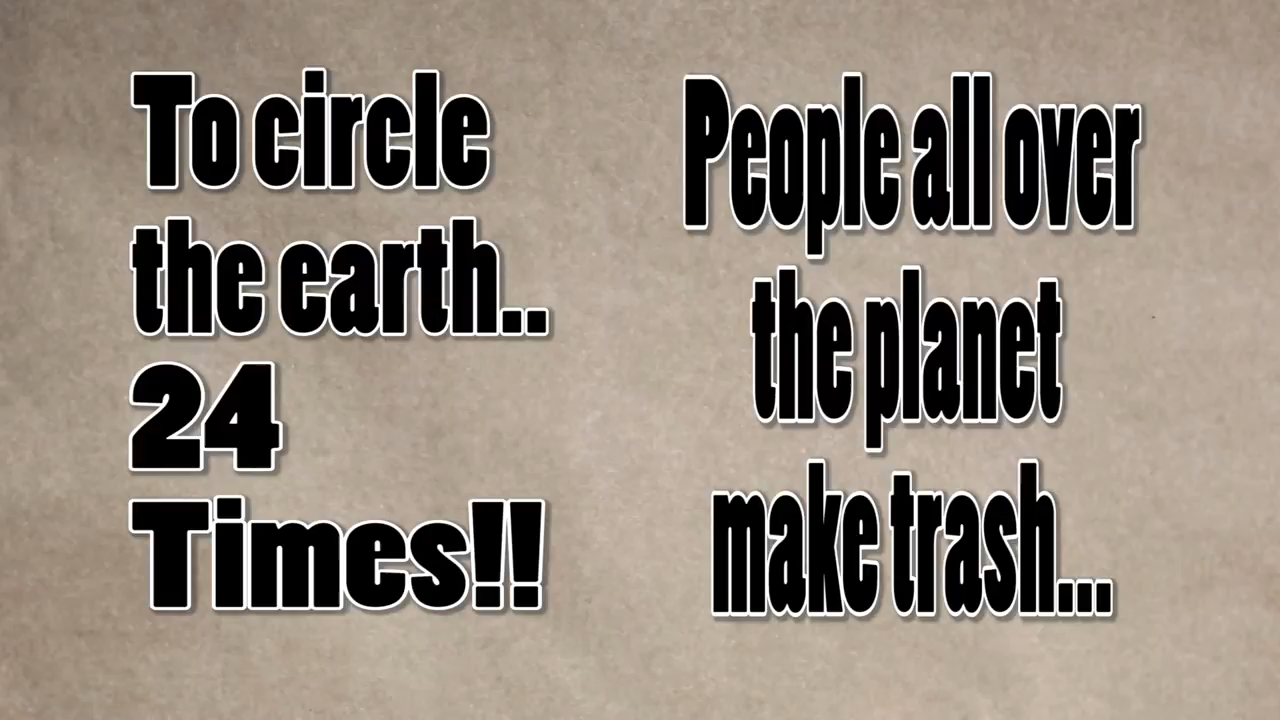 To circle
the earth..
24
Times!!
People all over
the planet
make trash...